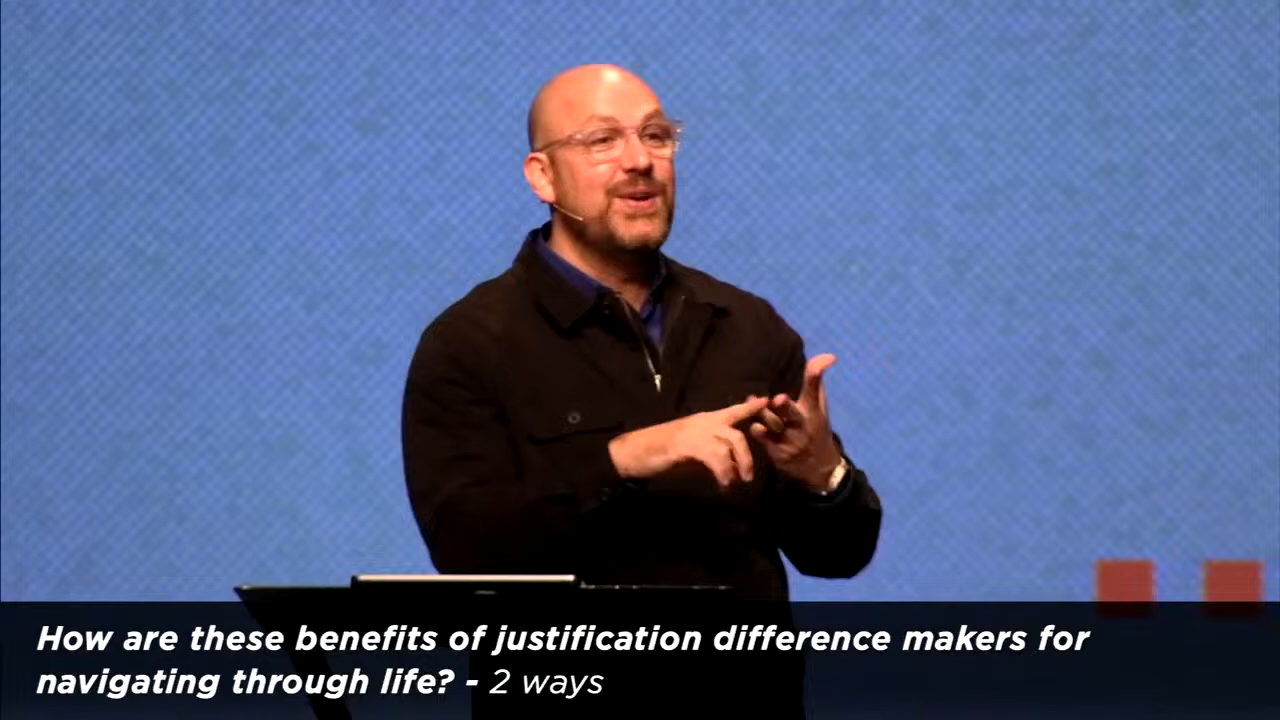 How are these benefits of justification difference makers for
navigating through life? - 2 ways